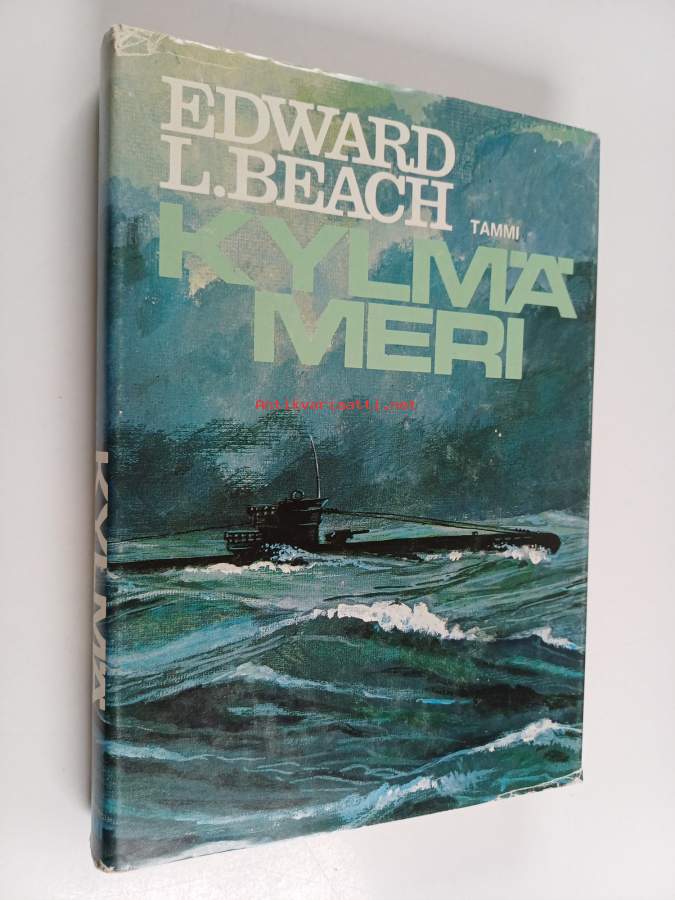 EDWARD
L.BEACH
TAMMI
KYLMÄ
MERI
Antikvariaatti.net
KYLMÄ